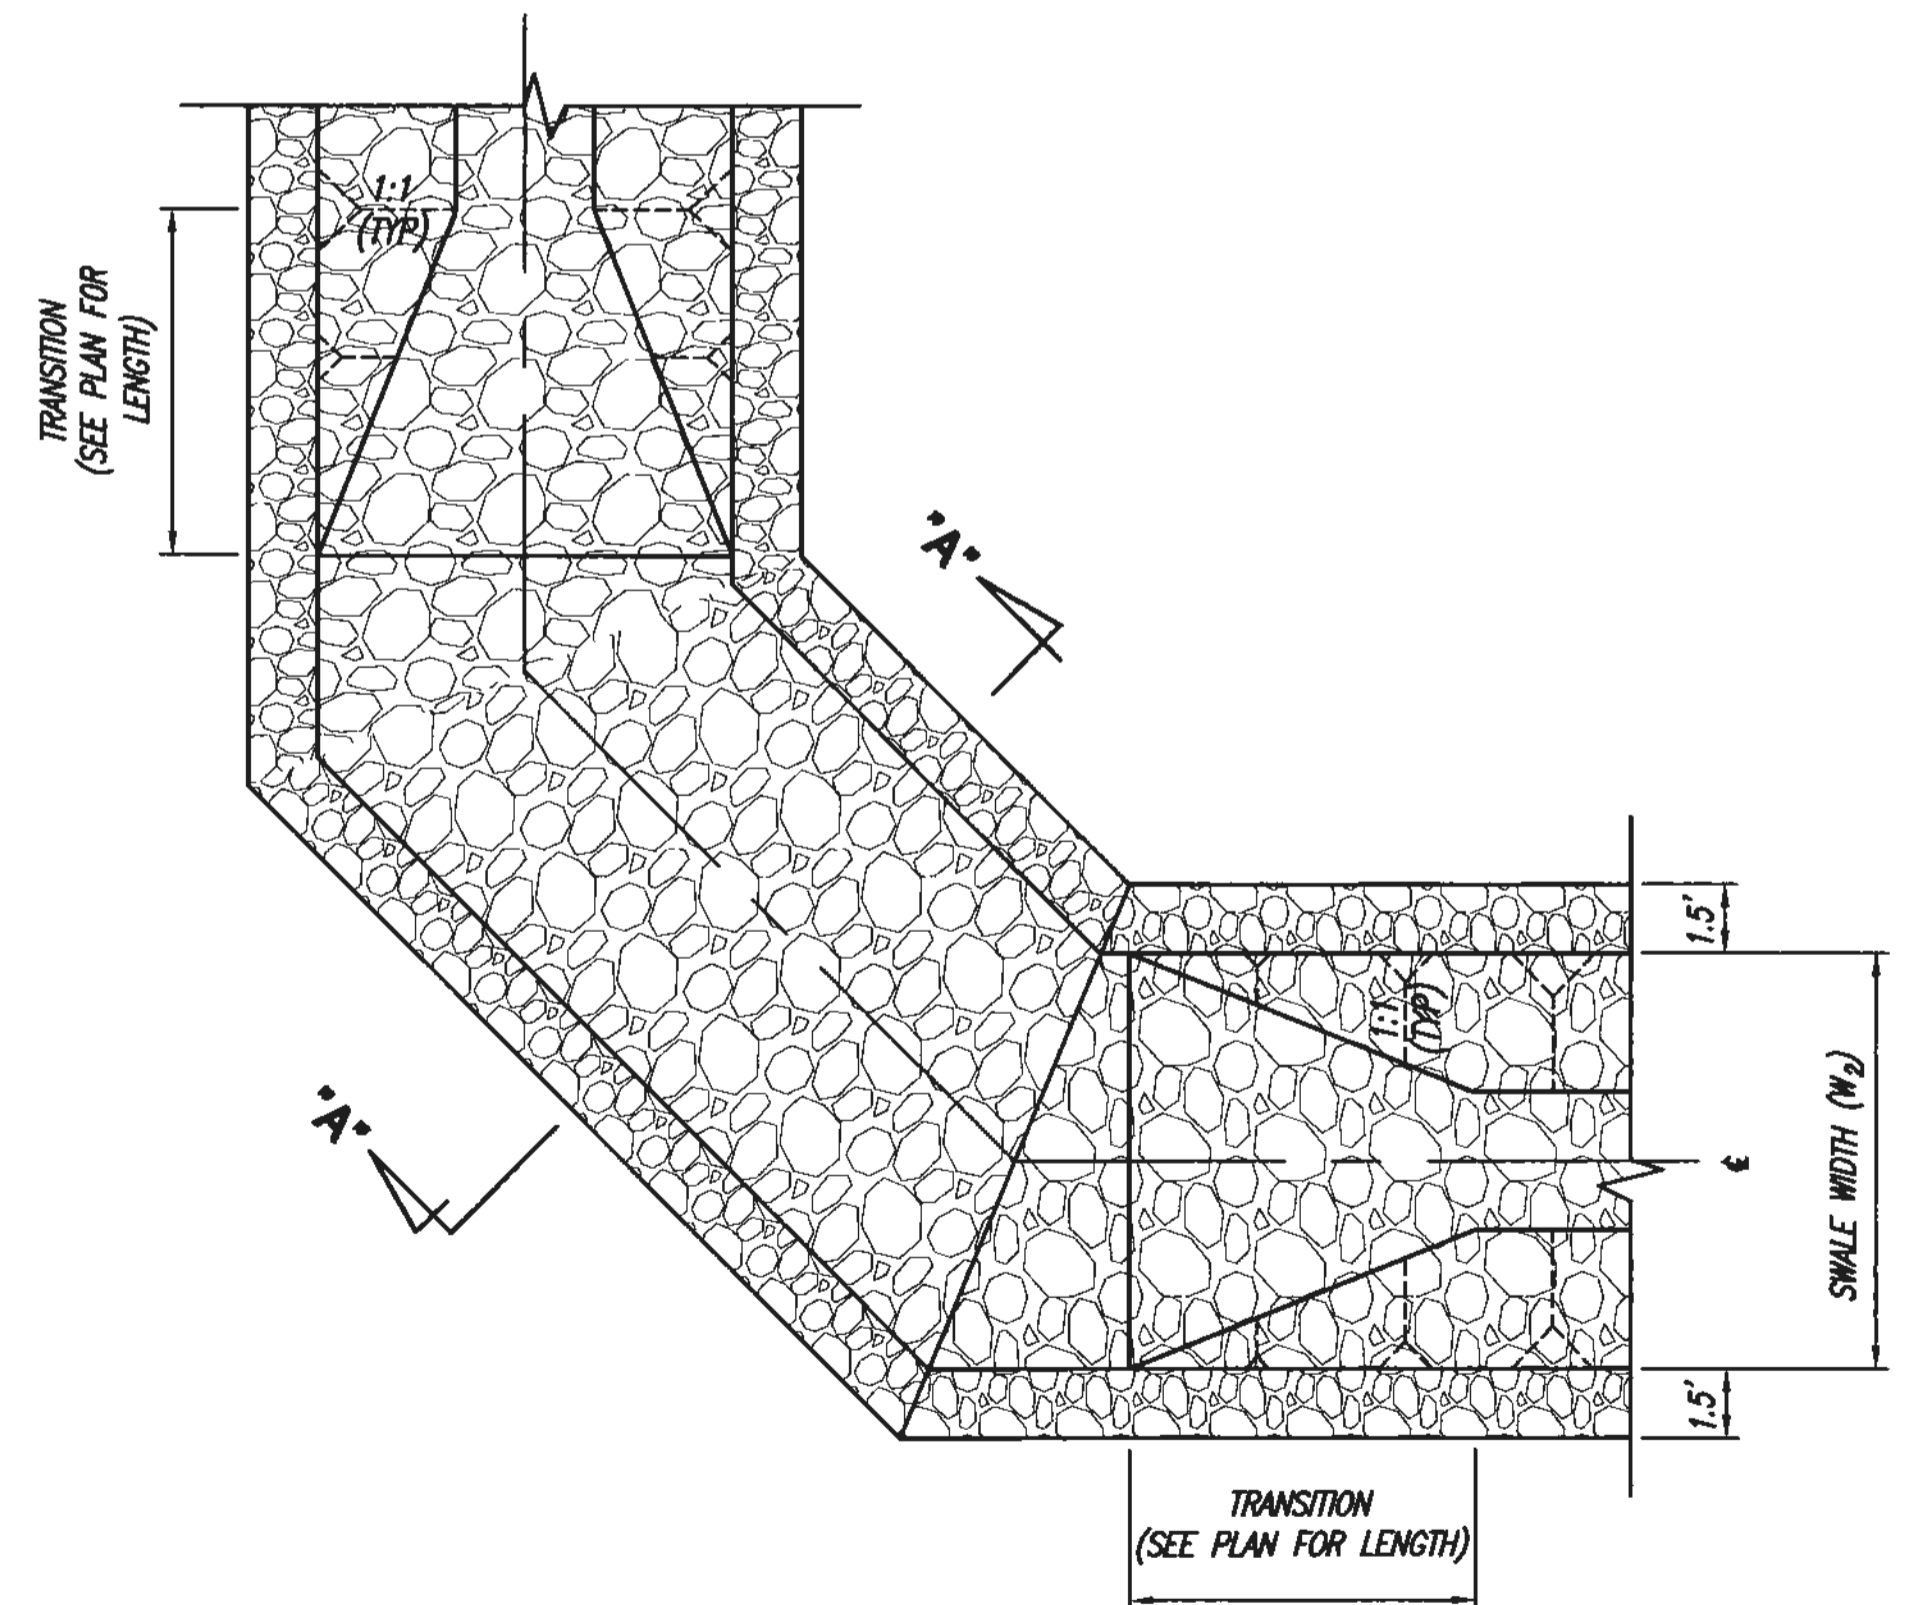 1:1
(TYP)
TRANSITION
(SEE PLAN FOR
LENGTH)
"A"
1.5'
1:1
(TYP)
SWALE WIDTH (W2)
"A"
℄
1.5'
TRANSITION
(SEE PLAN FOR LENGTH)